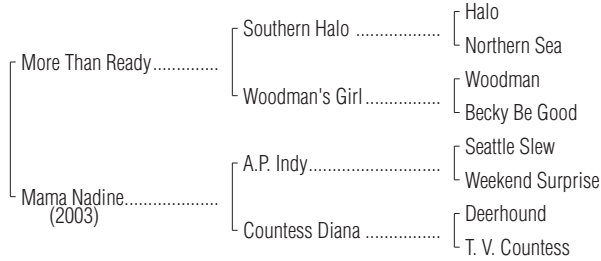 Halo
Southern Halo ..................
Northern Sea
More Than Ready..............
Woodman
Woodman's Girl................
Becky Be Good
Seattle Slew
A.P. Indy............................
Weekend Surprise
Mama Nadine....................
(2003)
Deerhound
Countess Diana ................
T. V. Countess